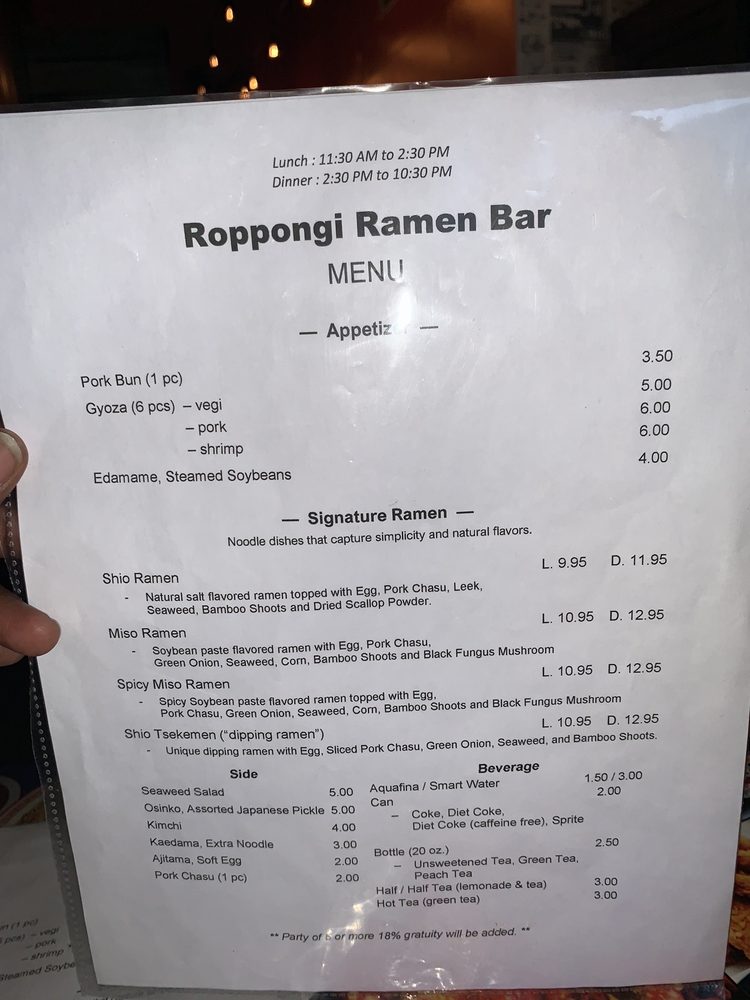 Lunch : 11:30 AM to 2:30 PM
Dinner : 2:30 PM to 10:30 PM
Roppongi Ramen Bar
MENU
— Appetiz —
Pork Bun (1 pc) 3.50
Gyoza (6 pcs) – vegi 5.00
– pork 6.00
– shrimp 6.00
Edamame, Steamed Soybeans 4.00
— Signature Ramen —
Noodle dishes that capture simplicity and natural flavors.
Shio Ramen L. 9.95 D. 11.95
- Natural salt flavored ramen topped with Egg, Pork Chasu, Leek,
Seaweed, Bamboo Shoots and Dried Scallop Powder.
Miso Ramen L. 10.95 D. 12.95
- Soybean paste flavored ramen with Egg, Pork Chasu,
Green Onion, Seaweed, Corn, Bamboo Shoots and Black Fungus Mushroom
Spicy Miso Ramen L. 10.95 D. 12.95
- Spicy Soybean paste flavored ramen topped with Egg,
Pork Chasu, Green Onion, Seaweed, Corn, Bamboo Shoots and Black Fungus Mushroom
Shio Tsekemen (“dipping ramen”) L. 10.95 D. 12.95
- Unique dipping ramen with Egg, Sliced Pork Chasu, Green Onion, Seaweed, and Bamboo Shoots.
Side
Seaweed Salad 5.00
Osinko, Assorted Japanese Pickle 5.00
Kimchi 4.00
Kaedama, Extra Noodle 3.00
Ajitama, Soft Egg 2.00
Pork Chasu (1 pc) 2.00
Beverage
Aquafina / Smart Water 1.50 / 3.00
Can 2.00
– Coke, Diet Coke,
Diet Coke (caffeine free), Sprite
Bottle (20 oz.) 2.50
– Unsweetened Tea, Green Tea,
Peach Tea
Half / Half Tea (lemonade & tea) 3.00
Hot Tea (green tea) 3.00
** Party of or more 18% gratuity will be added. **
(1 pc)
pcs) – vegi
– pork
– shrimp
Steamed Soybe